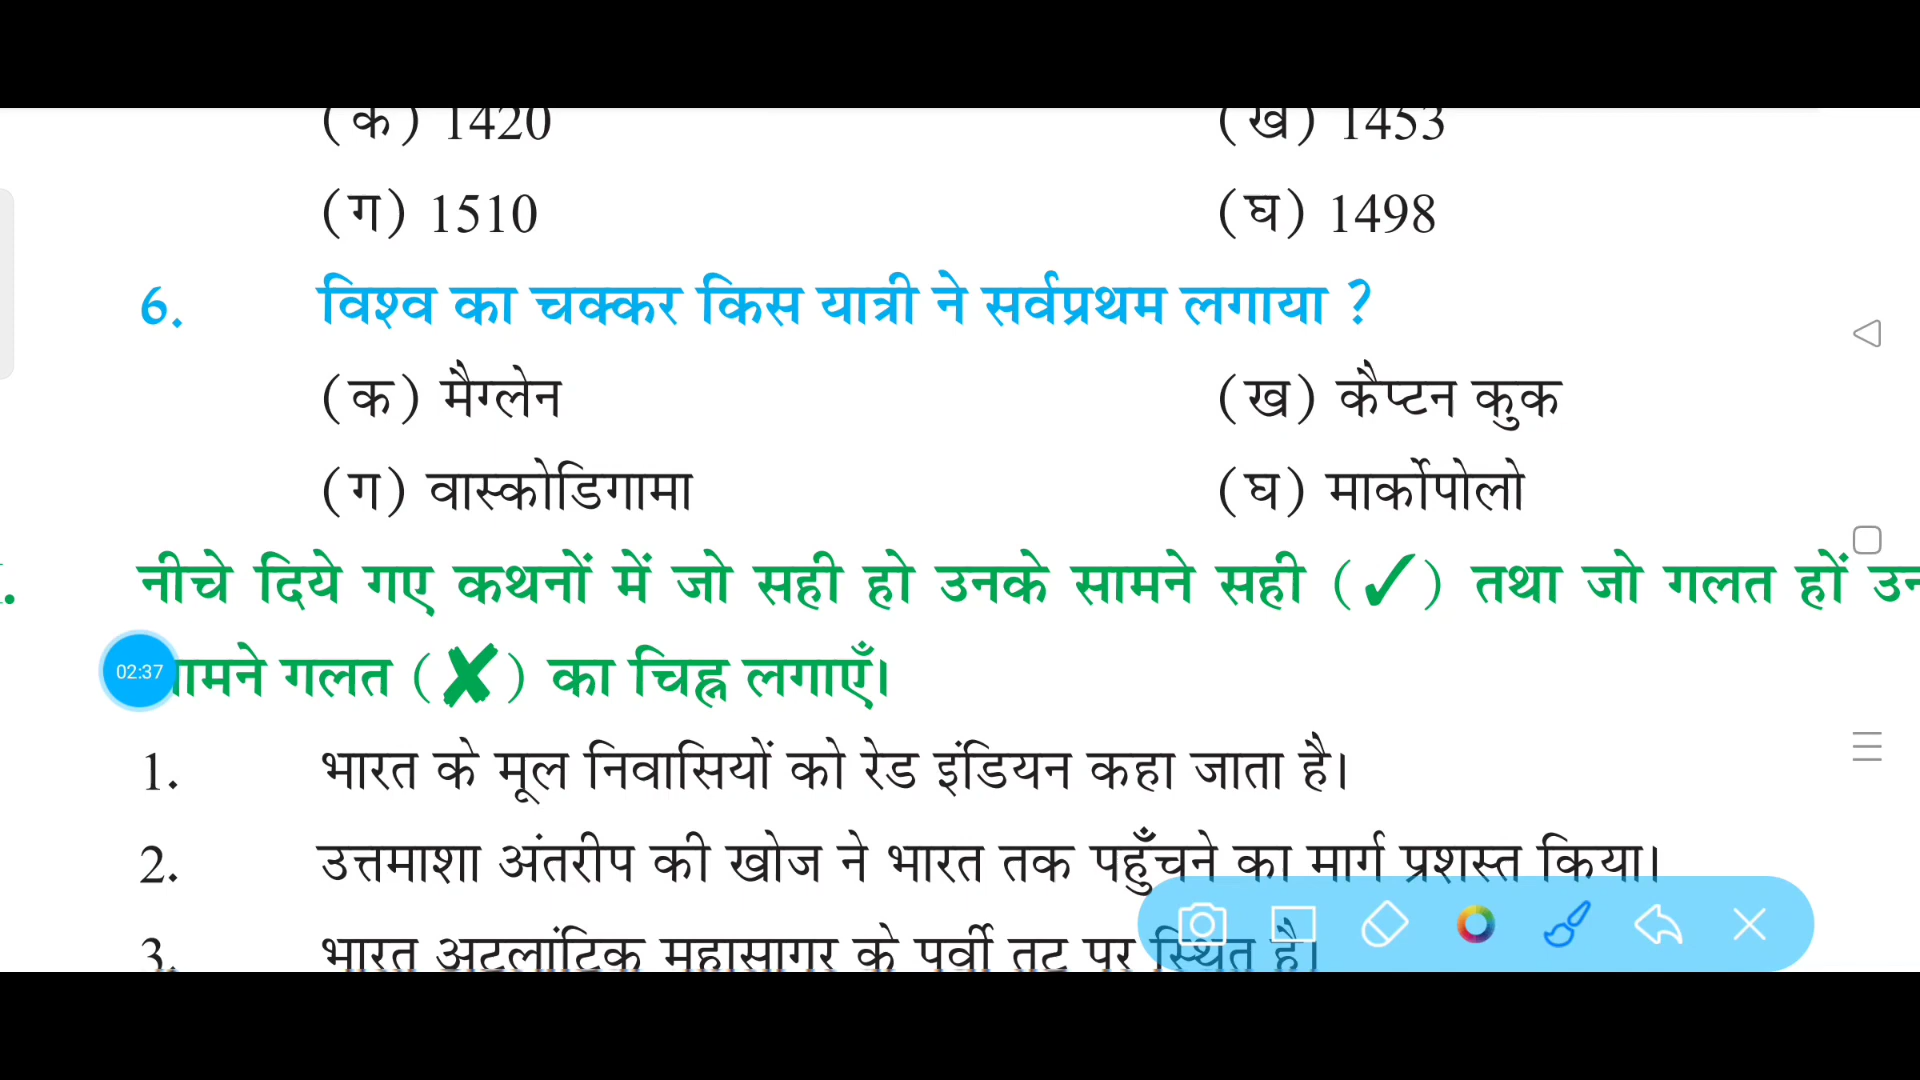 (क) 1420 (ख) 1453
(ग) 1510 (घ) 1498
6. विश्व का चक्कर किस यात्री ने सर्वप्रथम लगाया ?
(क) मैग्लेन (ख) कैप्टन कुक
(ग) वास्कोडिगामा (घ) मार्कोपोलो
नीचे दिये गए कथनों में जो सही हो उनके सामने सही (✓) तथा जो गलत हों उन
02:37 ामने गलत (✘) का चिह्न लगाएँ।
1. भारत के मूल निवासियों को रेड इंडियन कहा जाता है।
2. उत्तमाशा अंतरीप की खोज ने भारत तक पहुँचने का मार्ग प्रशस्त किया।
3. भारत अटलांटिक महासागर के पूर्वी तट पर स्थित है।